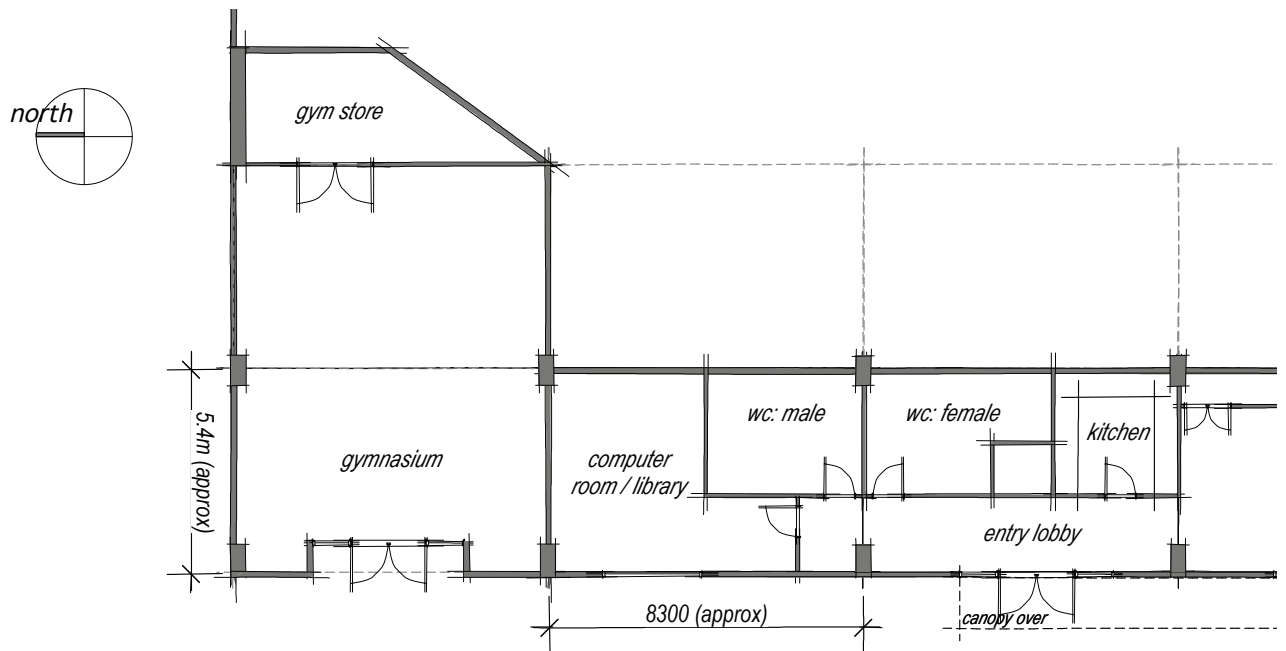 north
gym store
wc: male
wc: female
kitchen
5.4m (approx)
gymnasium
computer
room / library
entry lobby
8300 (approx)
canopy over